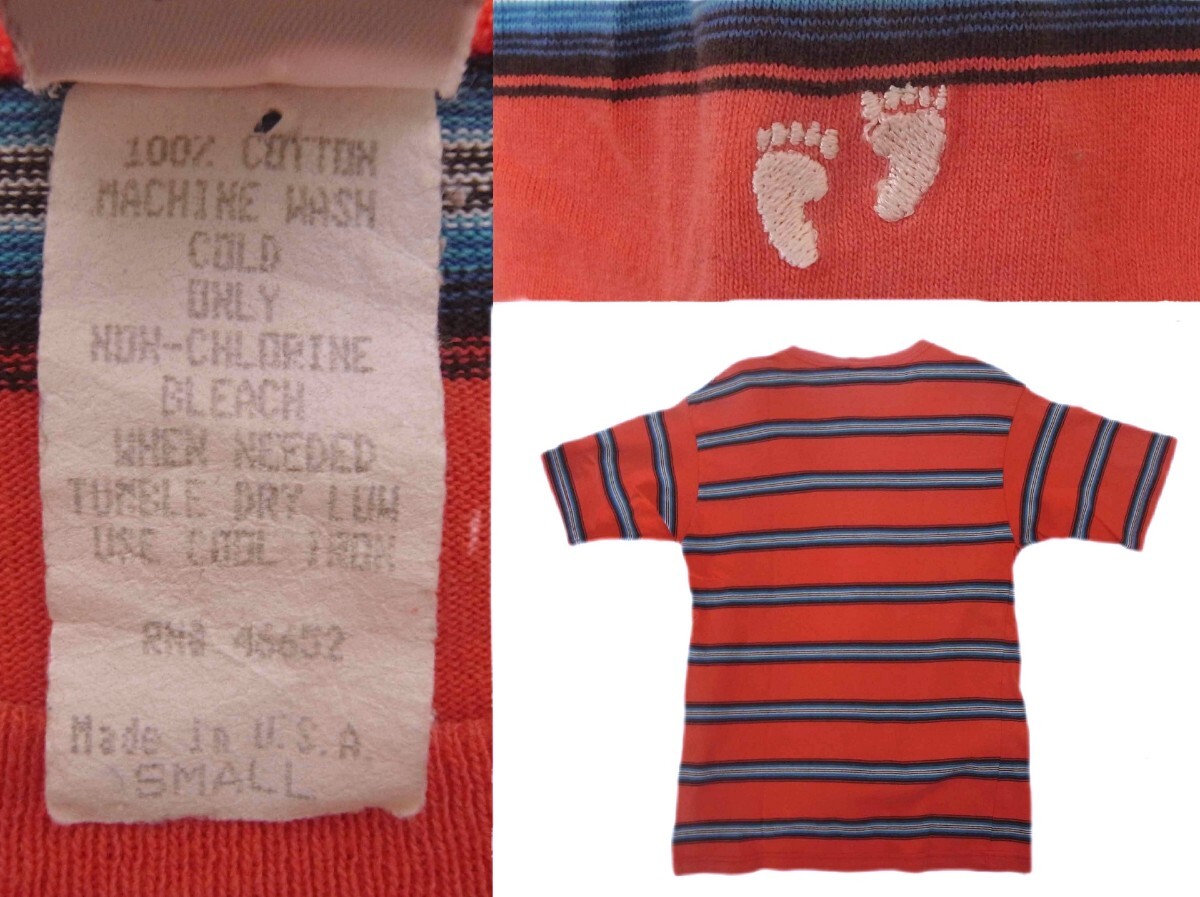 100% COTTON
MACHINE WASH
COLD
ONLY
NON-CHLORINE
BLEACH
WHEN NEEDED
TUMBLE DRY LOW
USE COOL IRON
RN# 46652
Made in U.S.A.
SMALL